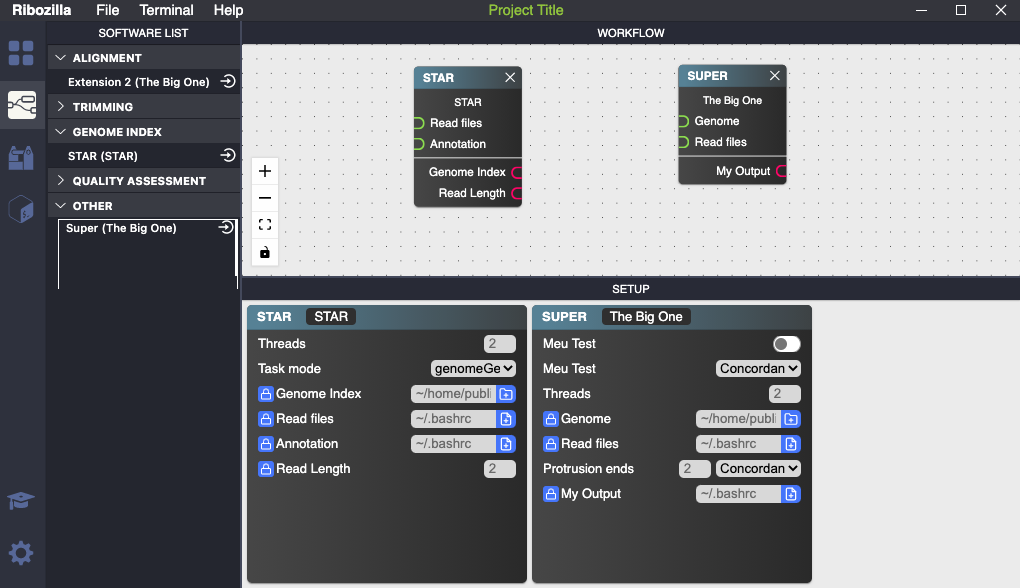 Ribozilla File Terminal Help Project Title
SOFTWARE LIST
ALIGNMENT
Extension 2 (The Big One)
TRIMMING
GENOME INDEX
STAR (STAR)
QUALITY ASSESSMENT
OTHER
Super (The Big One)
WORKFLOW
STAR
STAR
Read files
Annotation
Genome Index
Read Length
SUPER
The Big One
Genome
Read files
My Output
SETUP
STAR STAR
Threads 2
Task mode genomeGe
Genome Index ~/home/publi
Read files ~/.bashrc
Annotation ~/.bashrc
Read Length 2
SUPER The Big One
Meu Test
Meu Test Concordan
Threads 2
Genome ~/home/publi
Read files ~/.bashrc
Protrusion ends 2 Concordan
My Output ~/.bashrc